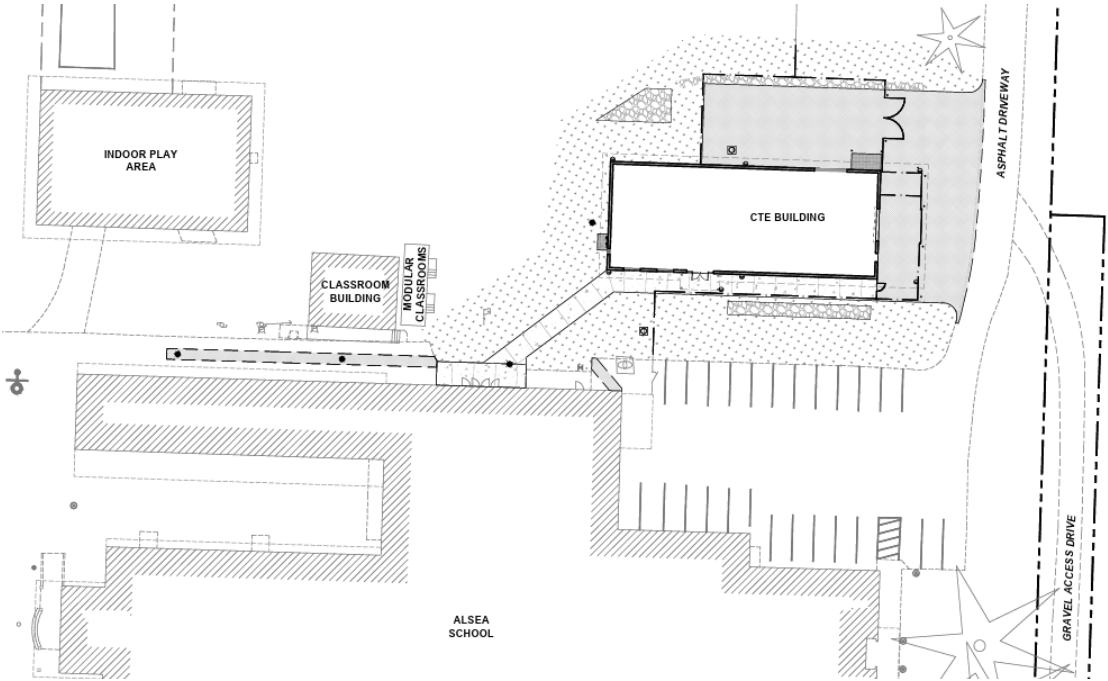 INDOOR PLAY
AREA
ASPHALT DRIVEWAY
CTE BUILDING
CLASSROOM
BUILDING
MODULAR
CLASSROOMS
GRAVEL ACCESS DRIVE
ALSEA
SCHOOL